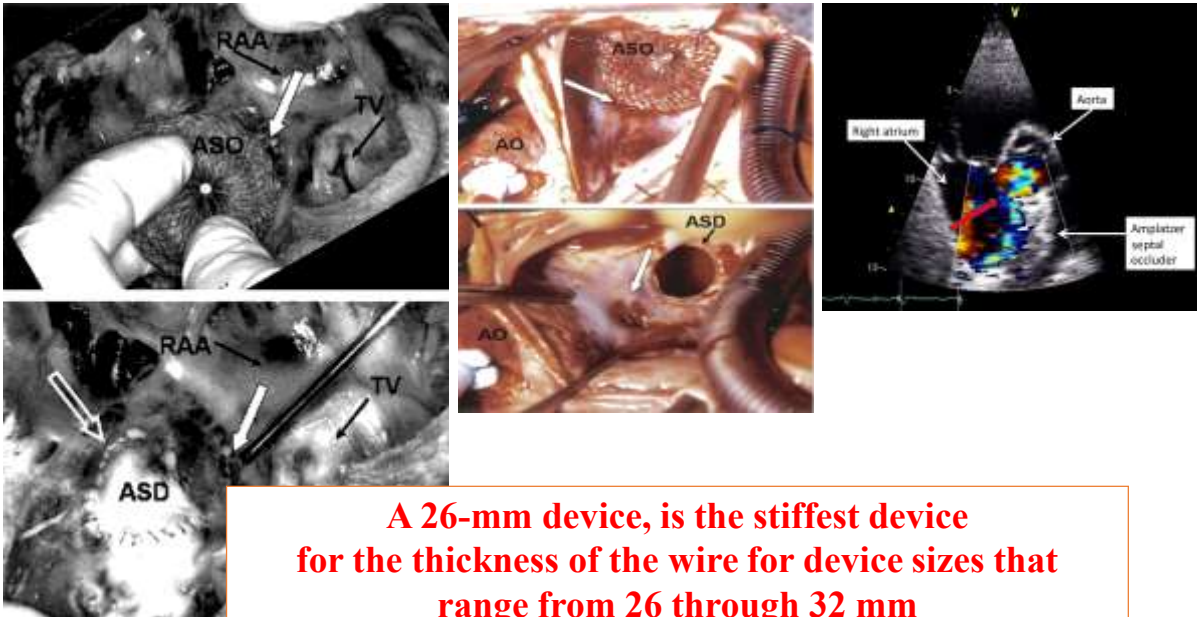 RAA
TV
ASO
RAA
TV
ASD
ASO
AO
ASD
AO
V
Aorta
Right atrium
10
Amplatzer
septal
occluder
A 26-mm device, is the stiffest device
for the thickness of the wire for device sizes that
range from 26 through 32 mm